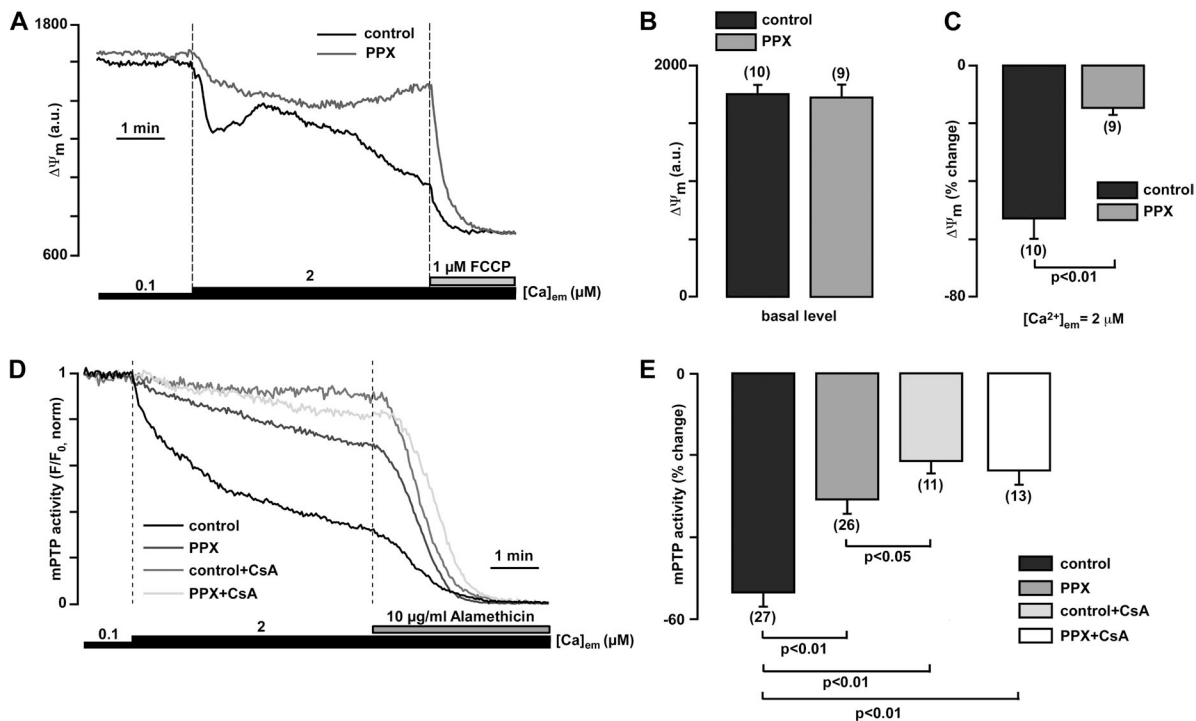 A
1800
control
PPX
1 min
ΔΨm (a.u.)
600
0.1
2
1 µM FCCP
[Ca]em (µM)
B
control
PPX
2000
(10)
(9)
ΔΨm (a.u.)
0
basal level
C
0
(9)
control
PPX
ΔΨm (% change)
(10)
p<0.01
-80
[Ca²⁺]em = 2 µM
D
1
mPTP activity (F/F0, norm)
control
PPX
control+CsA
PPX+CsA
1 min
0
0.1
2
10 µg/ml Alamethicin
[Ca]em (µM)
E
0
mPTP activity (% change)
(11)
(13)
(26)
p<0.05
control
PPX
control+CsA
PPX+CsA
(27)
-60
p<0.01
p<0.01
p<0.01